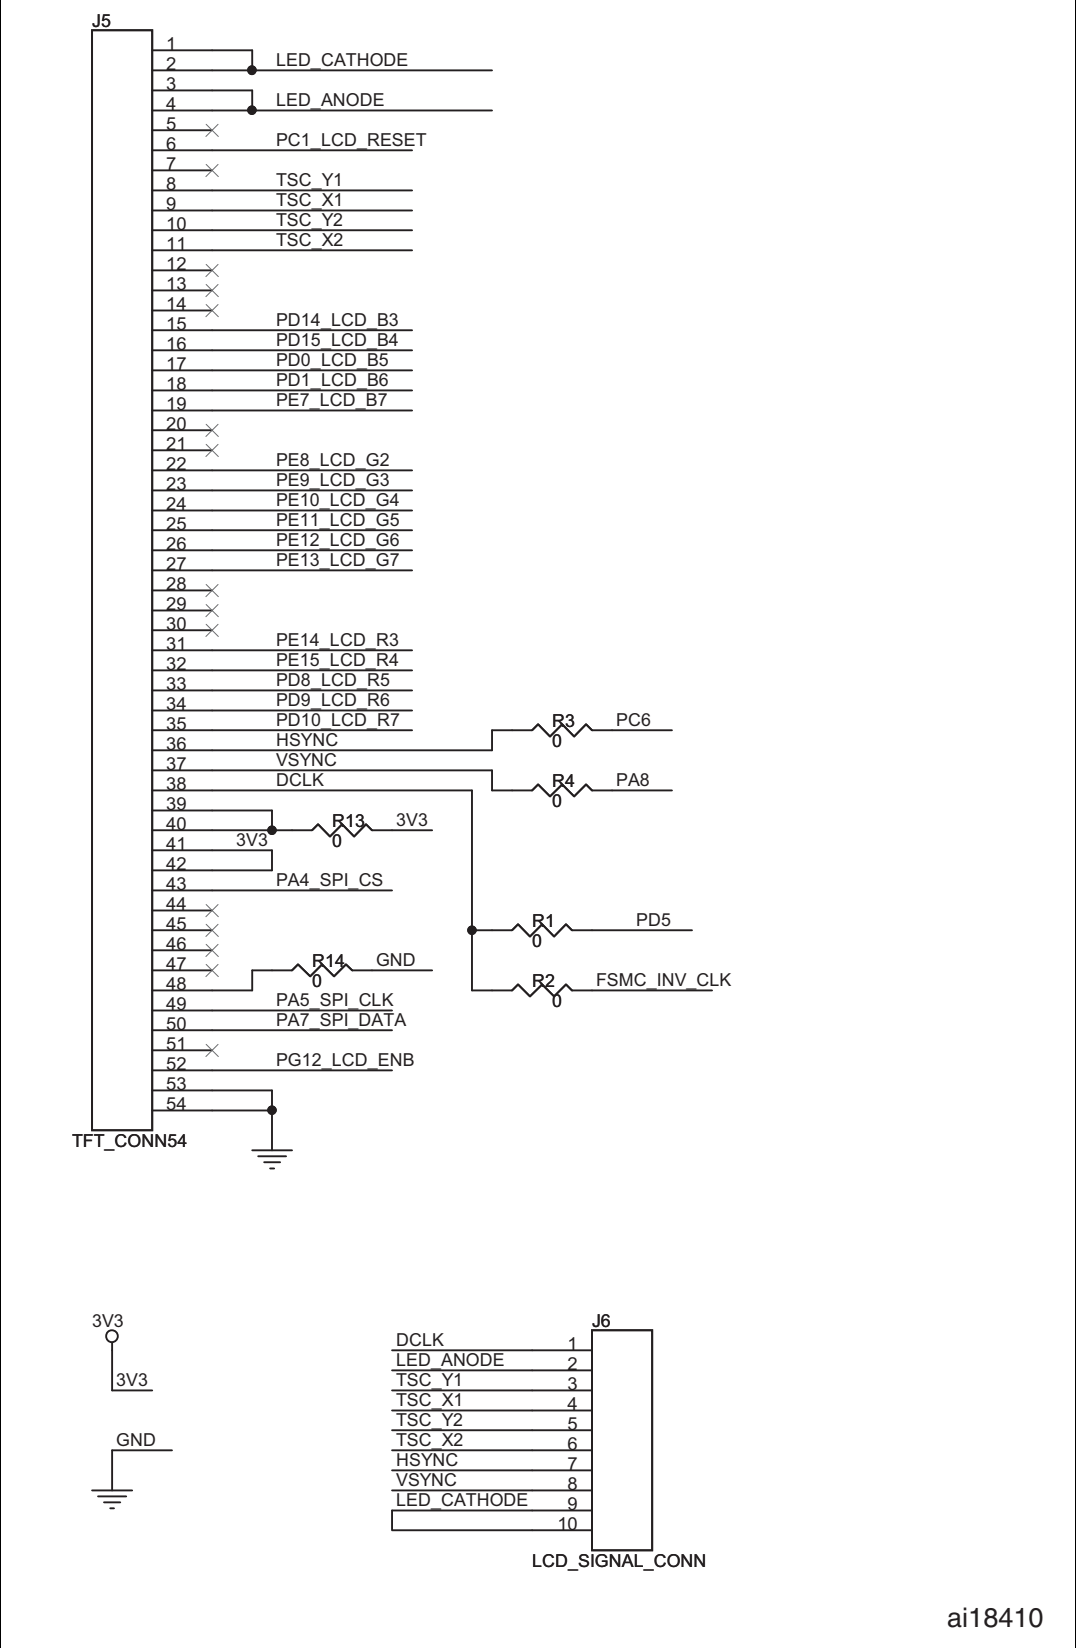 J5
1
2 LED_CATHODE
3
4 LED_ANODE
5
6 PC1_LCD_RESET
7
8 TSC_Y1
9 TSC_X1
10 TSC_Y2
11 TSC_X2
12
13
14
15 PD14_LCD_B3
16 PD15_LCD_B4
17 PD0_LCD_B5
18 PD1_LCD_B6
19 PE7_LCD_B7
20
21
22 PE8_LCD_G2
23 PE9_LCD_G3
24 PE10_LCD_G4
25 PE11_LCD_G5
26 PE12_LCD_G6
27 PE13_LCD_G7
28
29
30
31 PE14_LCD_R3
32 PE15_LCD_R4
33 PD8_LCD_R5
34 PD9_LCD_R6
35 PD10_LCD_R7 R3 PC6
36 HSYNC 0
37 VSYNC
38 DCLK R4 PA8
39 0
40 R13 3V3
41 3V3 0
42
43 PA4_SPI_CS
44
45 R1 PD5
46 0
47 R14 GND
48 0 R2 FSMC_INV_CLK
49 PA5_SPI_CLK 0
50 PA7_SPI_DATA
51
52 PG12_LCD_ENB
53
54
TFT_CONN54
3V3
3V3
GND
J6
DCLK 1
LED_ANODE 2
TSC_Y1 3
TSC_X1 4
TSC_Y2 5
TSC_X2 6
HSYNC 7
VSYNC 8
LED_CATHODE 9
10
LCD_SIGNAL_CONN
ai18410